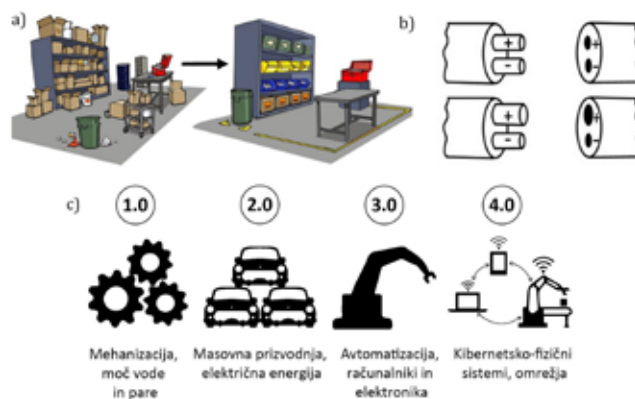 a)
b)
+
-
+
-
+
-
+
-
c)
1.0
2.0
3.0
4.0
Mehanizacija,
moč vode
in pare
Masovna prizvodnja,
električna energija
Avtomatizacija,
računalniki in
elektronika
Kibernetsko-fizični
sistemi, omrežja